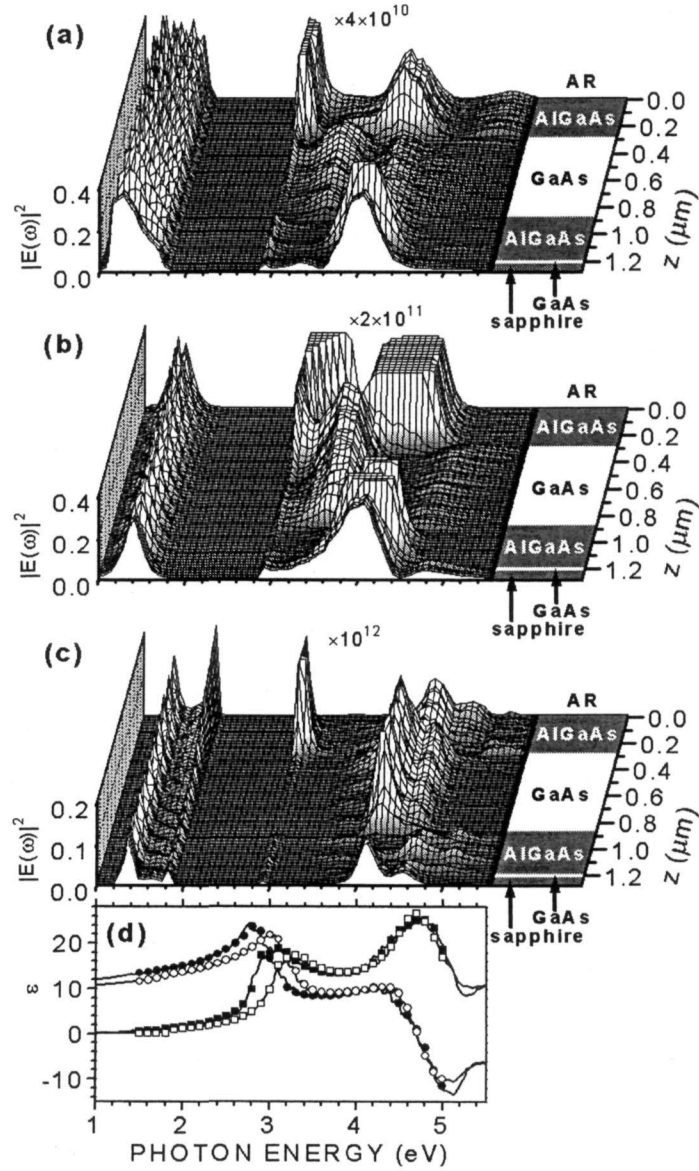 (a)
×4×10¹⁰
AR
AlGaAs
GaAs
AlGaAs
0.0
0.2
0.4
0.6
0.8
1.0
1.2
z (μm)
|E(ω)|²
0.4
0.2
0.0
GaAs
sapphire
(b)
×2×10¹¹
AR
AlGaAs
GaAs
AlGaAs
0.0
0.2
0.4
0.6
0.8
1.0
1.2
z (μm)
|E(ω)|²
0.4
0.2
0.0
GaAs
sapphire
(c)
×10¹²
AR
AlGaAs
GaAs
AlGaAs
0.0
0.2
0.4
0.6
0.8
1.0
1.2
z (μm)
|E(ω)|²
0.2
0.1
0.0
GaAs
sapphire
(d)
ε
20
10
0
-10
1 2 3 4 5
PHOTON ENERGY (eV)